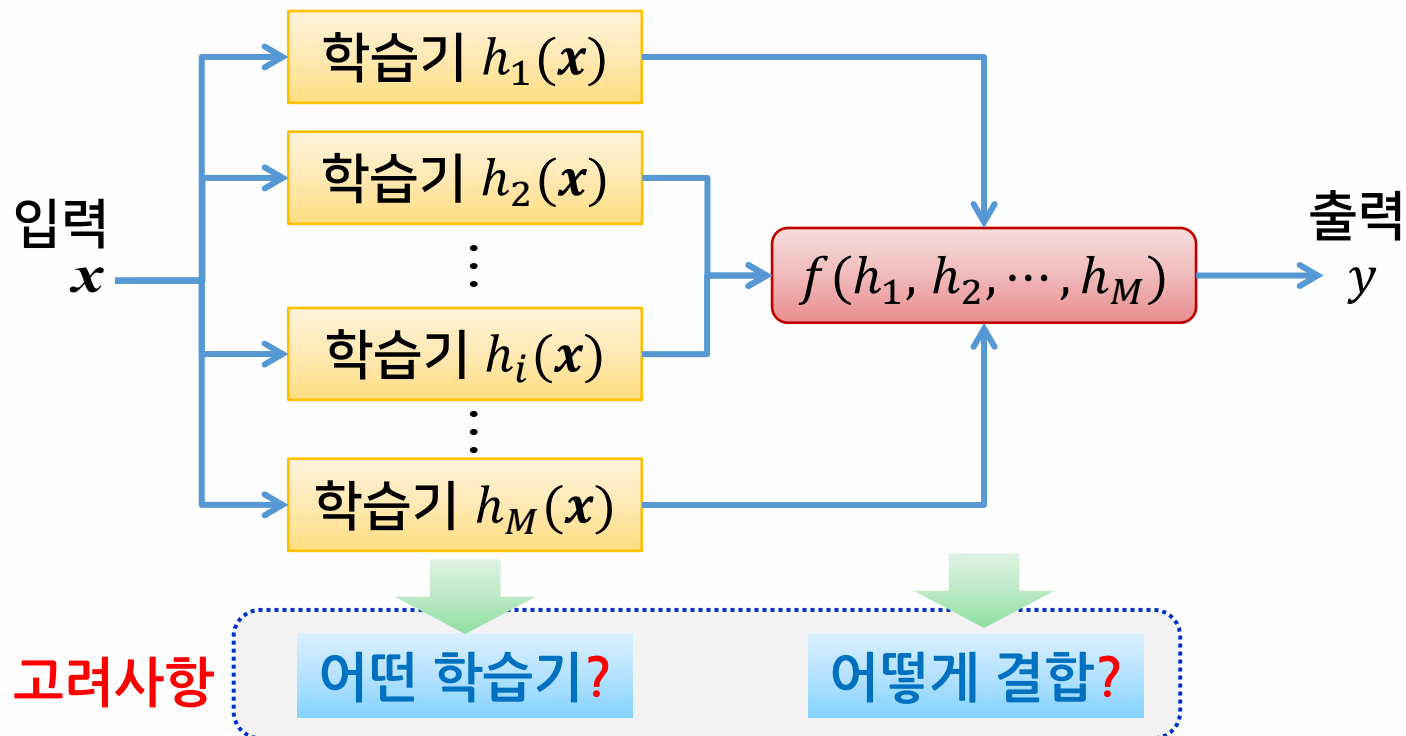 학습기 h₁(x)
학습기 h₂(x)
⋮
학습기 hᵢ(x)
⋮
학습기 h_M(x)
입력
x
f(h₁, h₂, ⋯ , h_M)
출력
y
고려사항
어떤 학습기?
어떻게 결합?